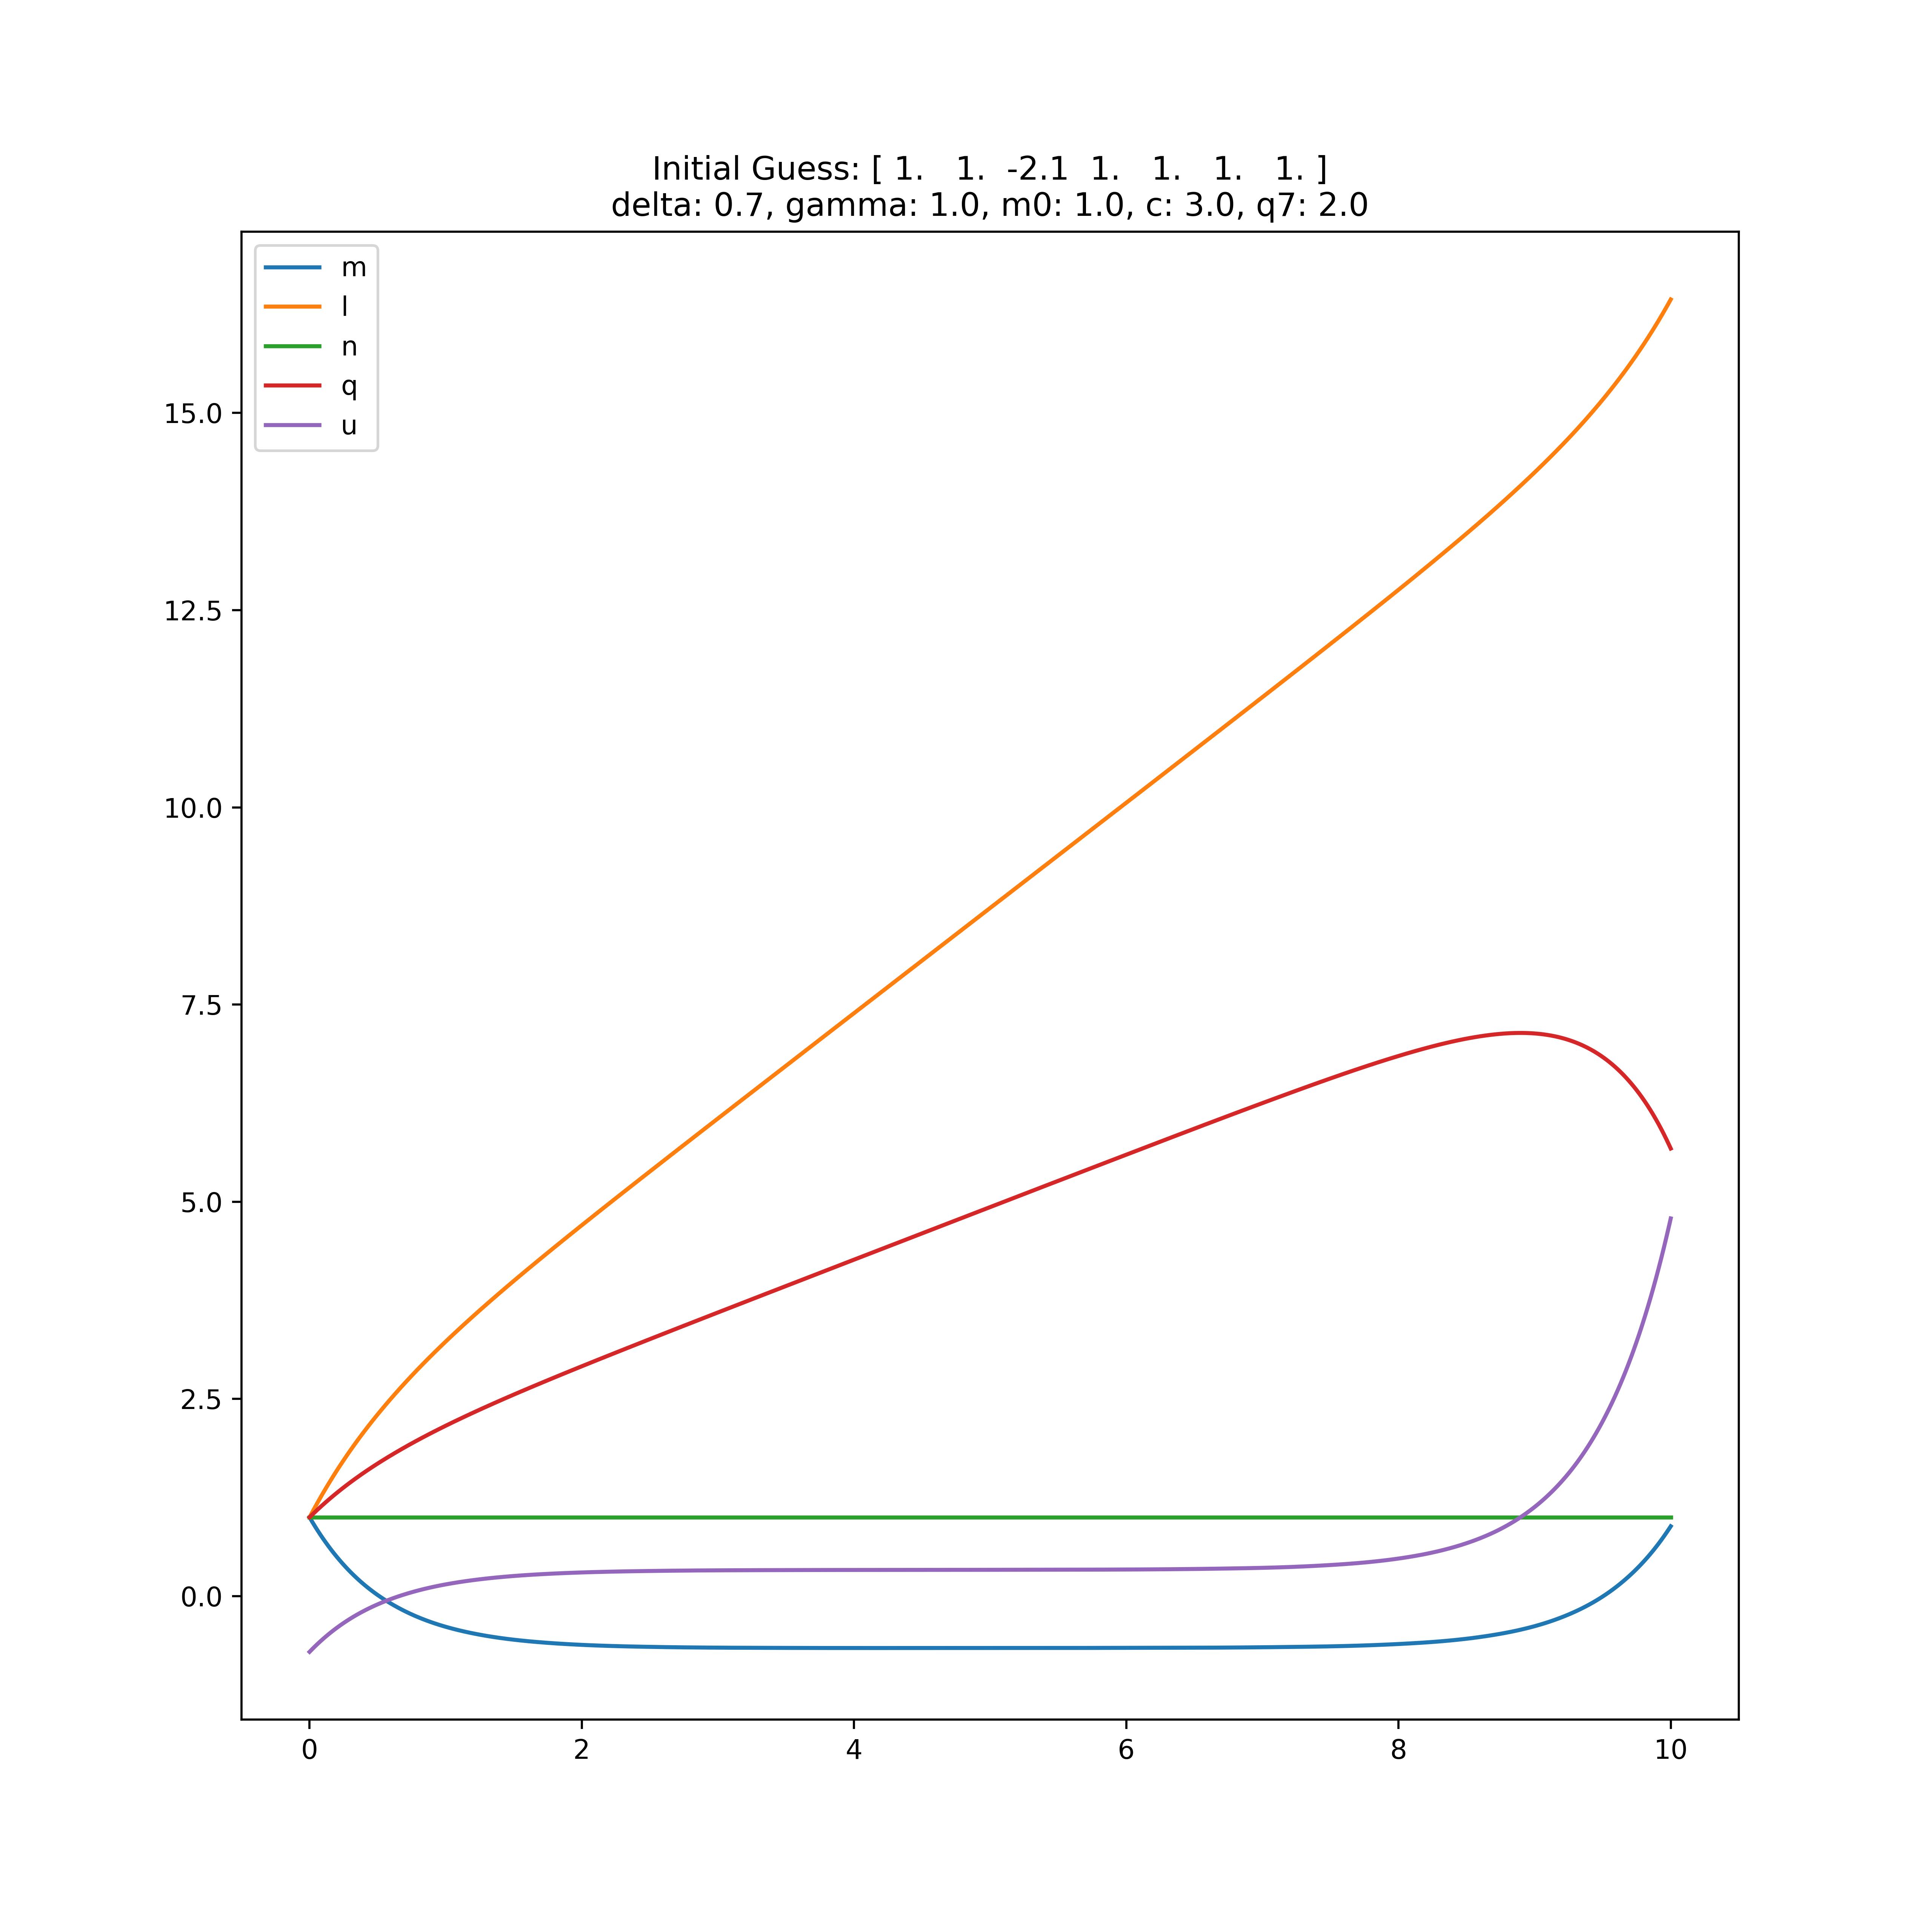 Initial Guess: [ 1. 1. -2.1 1. 1. 1. 1. ]
delta: 0.7, gamma: 1.0, m0: 1.0, c: 3.0, q7: 2.0
m
l
n
q
u
15.0
12.5
10.0
7.5
5.0
2.5
0.0
0 2 4 6 8 10